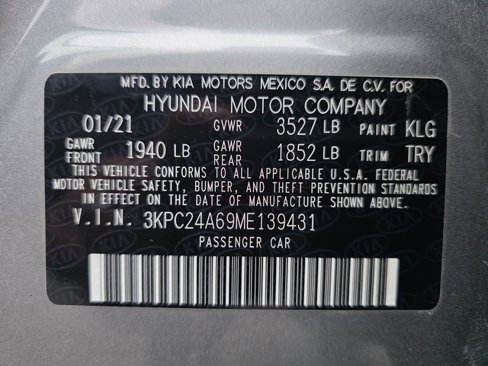 MFD. BY KIA MOTORS MEXICO S.A. DE C.V. FOR
HYUNDAI MOTOR COMPANY
01/21 GVWR 3527 LB PAINT KLG
GAWR FRONT 1940 LB GAWR REAR 1852 LB TRIM TRY
THIS VEHICLE CONFORMS TO ALL APPLICABLE U.S.A. FEDERAL
MOTOR VEHICLE SAFETY, BUMPER, AND THEFT PREVENTION STANDARDS
IN EFFECT ON THE DATE OF MANUFACTURE SHOWN ABOVE.
V.I.N. 3KPC24A69ME139431
PASSENGER CAR